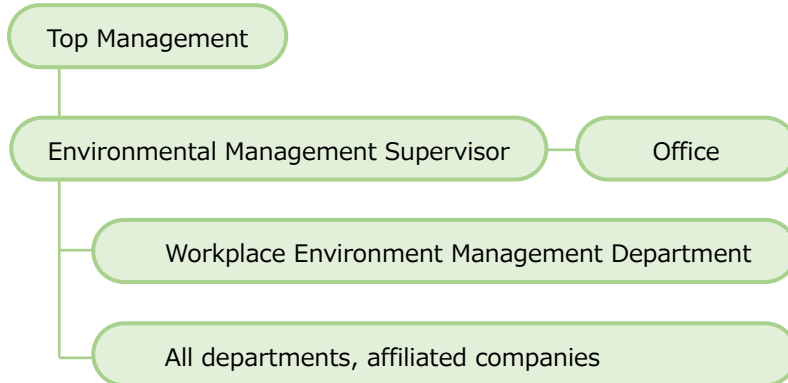 Top Management
Environmental Management Supervisor
Office
Workplace Environment Management Department
All departments, affiliated companies